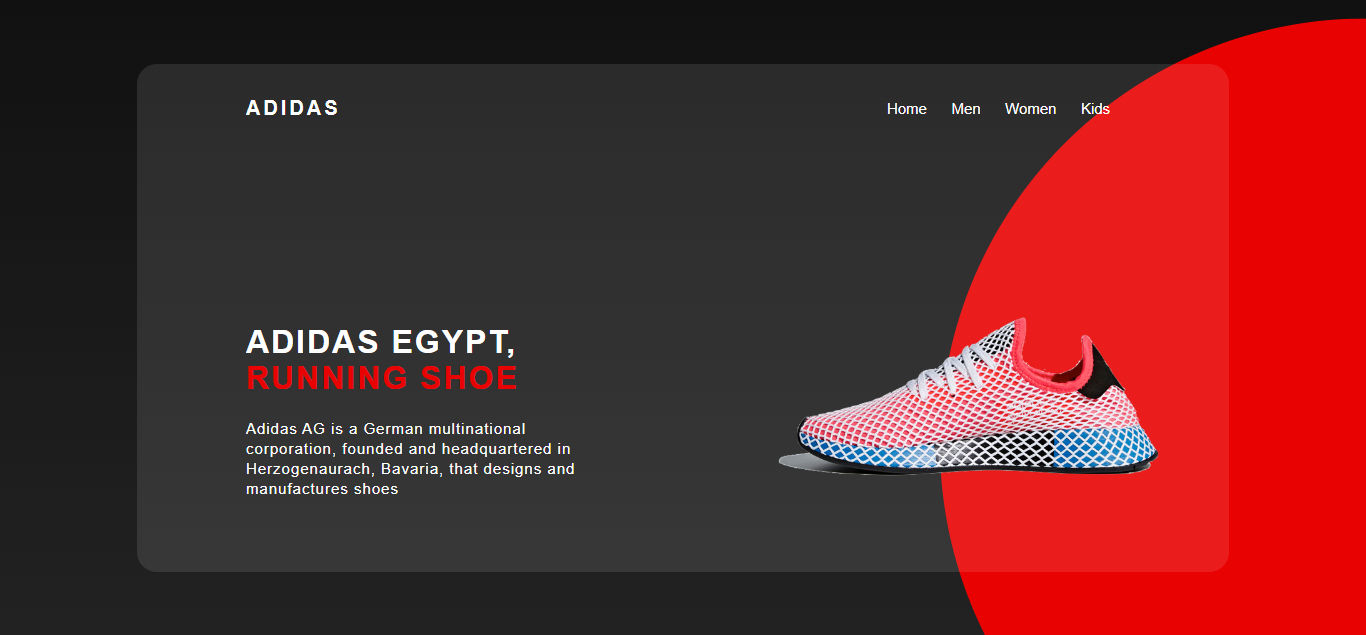 ADIDAS
Home Men Women Kids
ADIDAS EGYPT,
RUNNING SHOE
Adidas AG is a German multinational
corporation, founded and headquartered in
Herzogenaurach, Bavaria, that designs and
manufactures shoes